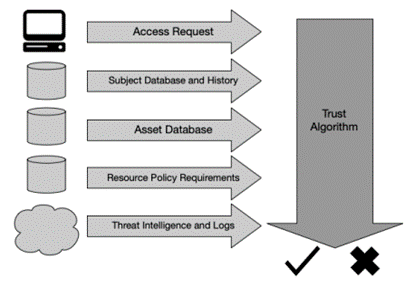 Access Request
Subject Database and History
Asset Database
Resource Policy Requirements
Threat Intelligence and Logs
Trust
Algorithm